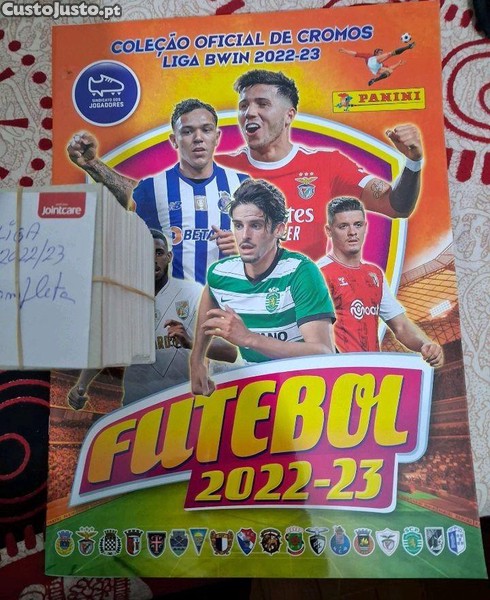 CustoJusto.pt
COLEÇÃO OFICIAL DE CROMOS
LIGA BWIN 2022-23
SINDICATO DOS
JOGADORES
PANINI
Jointcare
LIGA
2022/23
completa
BETA
FUTEBOL
2022-23